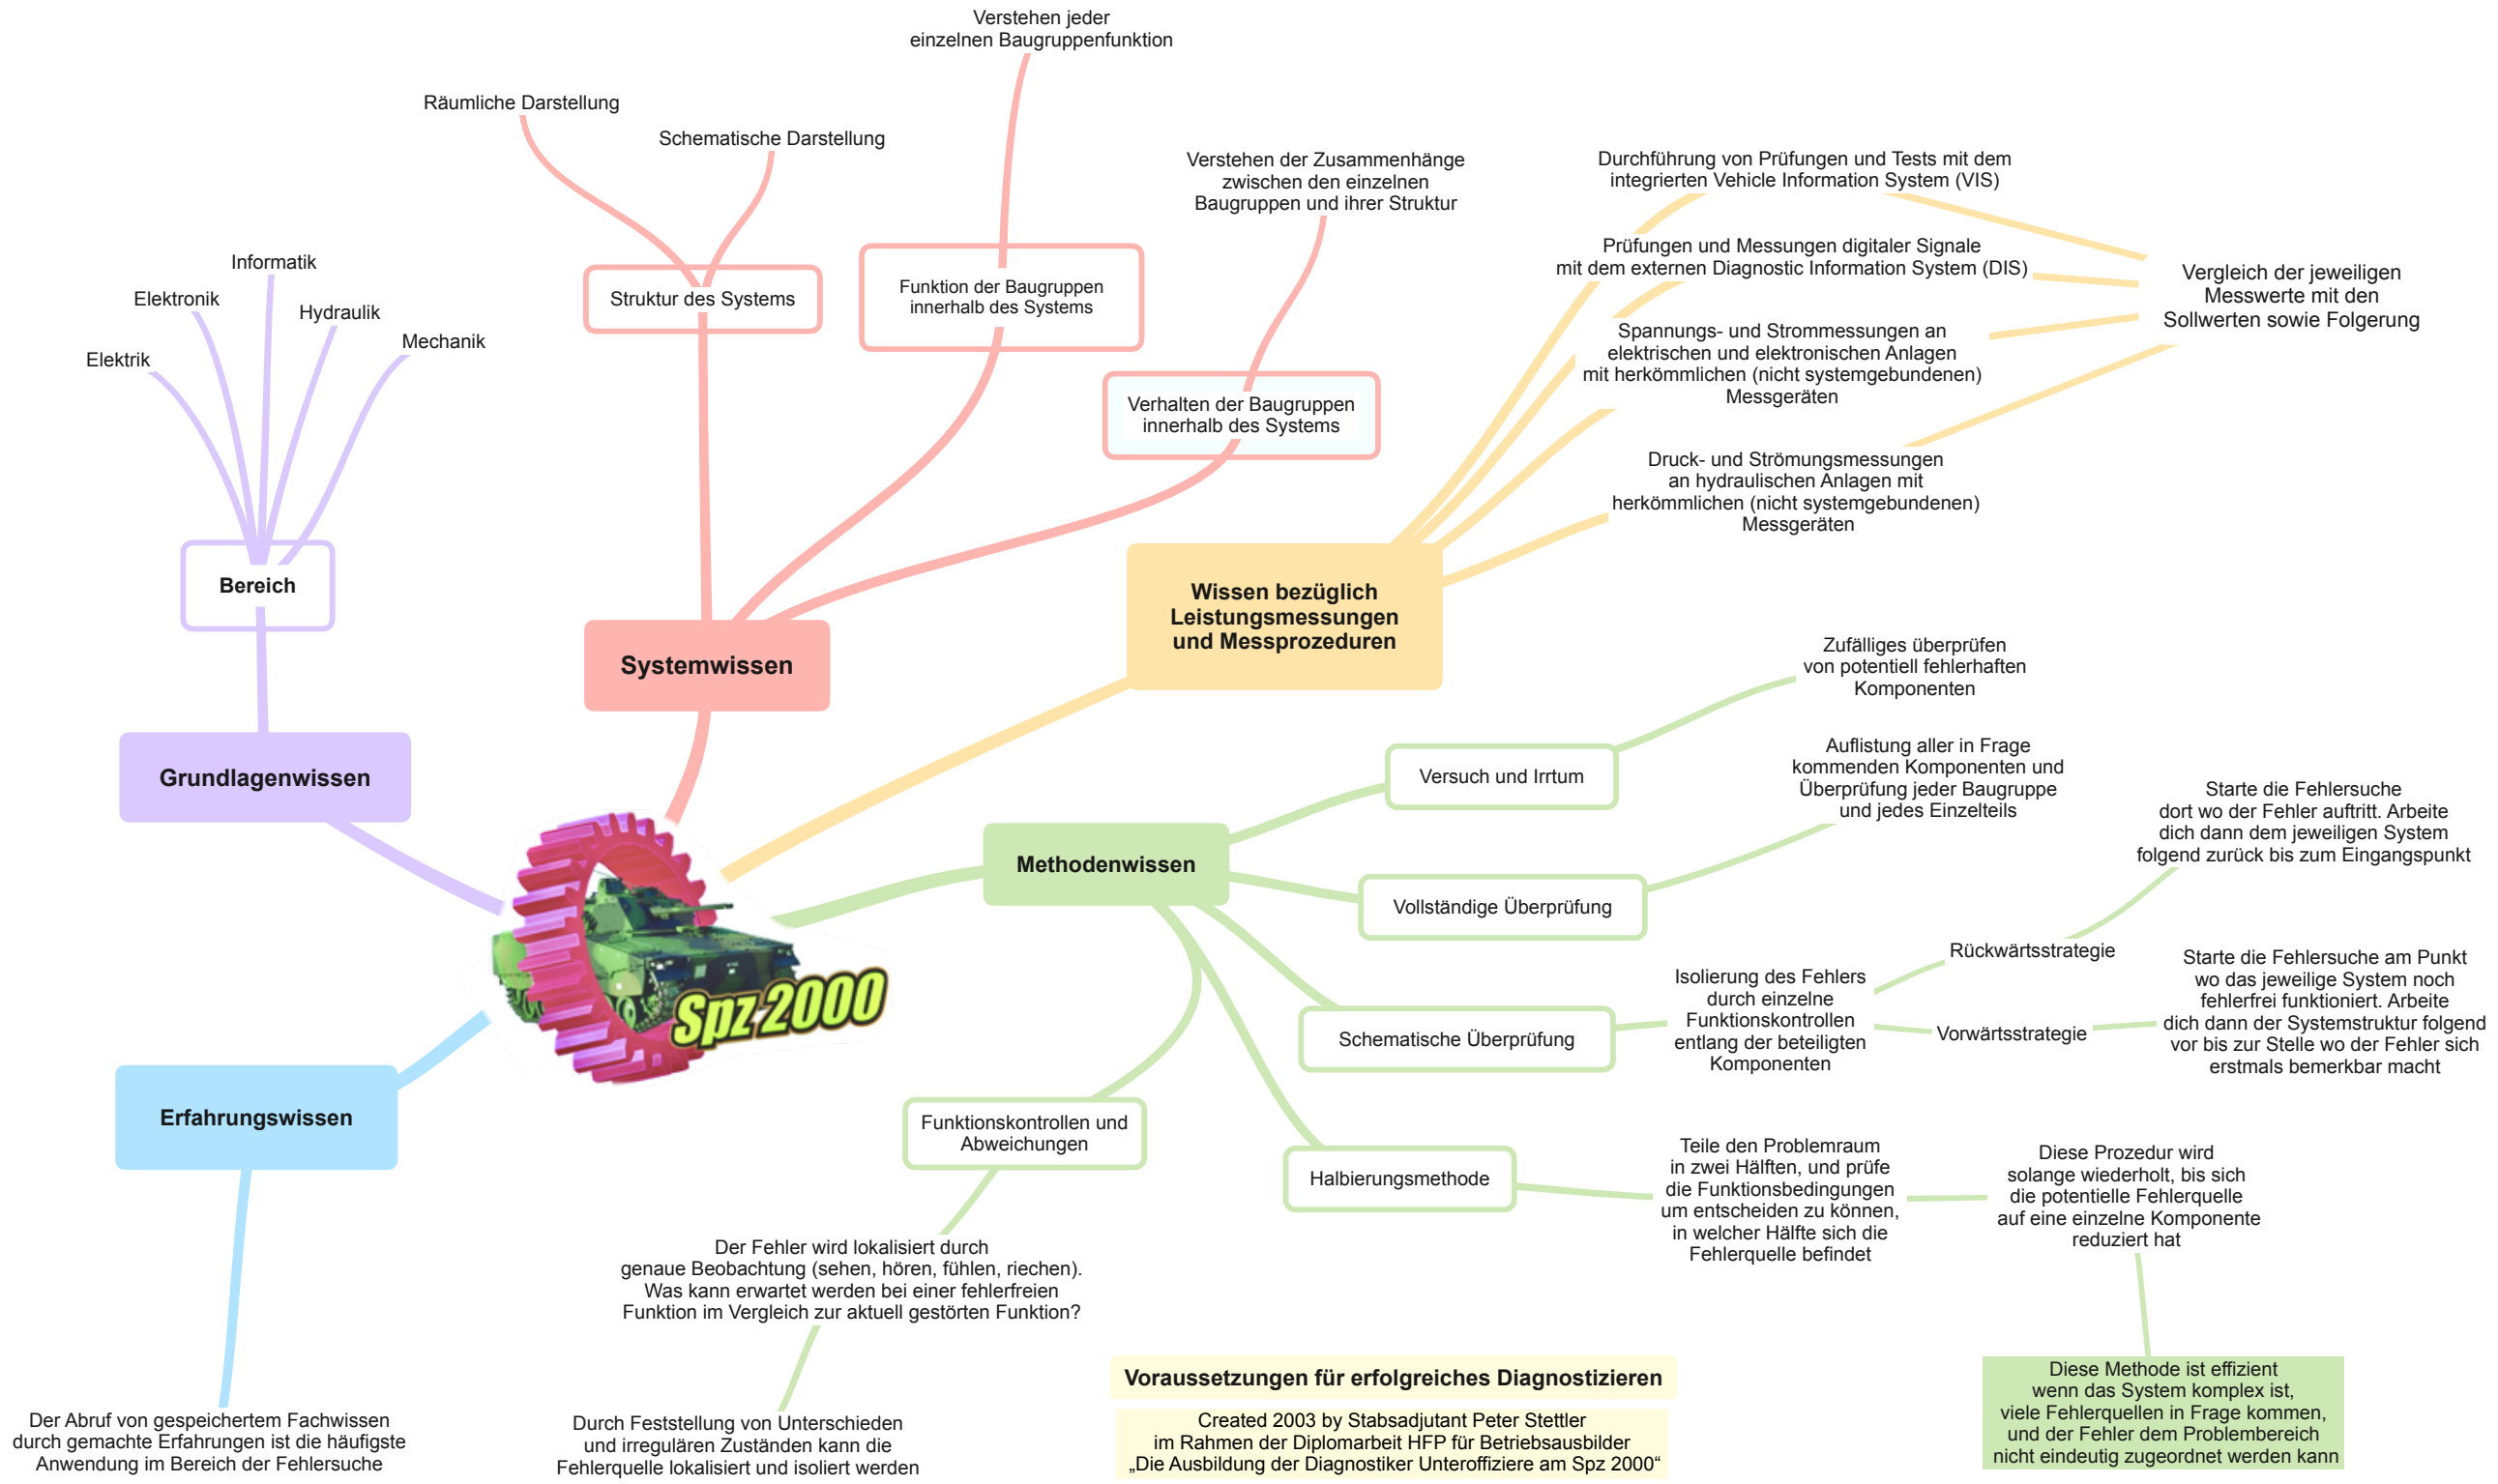 Verstehen jeder
einzelnen Baugruppenfunktion
Räumliche Darstellung
Schematische Darstellung
Verstehen der Zusammenhänge
zwischen den einzelnen
Baugruppen und ihrer Struktur
Durchführung von Prüfungen und Tests mit dem
integrierten Vehicle Information System (VIS)
Prüfungen und Messungen digitaler Signale
mit dem externen Diagnostic Information System (DIS)
Vergleich der jeweiligen
Messwerte mit den
Sollwerten sowie Folgerung
Spannungs- und Strommessungen an
elektrischen und elektronischen Anlagen
mit herkömmlichen (nicht systemgebundenen)
Messgeräten
Druck- und Strömungsmessungen
an hydraulischen Anlagen mit
herkömmlichen (nicht systemgebundenen)
Messgeräten
Informatik
Elektronik
Hydraulik
Mechanik
Elektrik
Struktur des Systems
Funktion der Baugruppen
innerhalb des Systems
Verhalten der Baugruppen
innerhalb des Systems
Bereich
Wissen bezüglich
Leistungsmessungen
und Messprozeduren
Systemwissen
Grundlagenwissen
Zufälliges überprüfen
von potentiell fehlerhaften
Komponenten
Versuch und Irrtum
Auflistung aller in Frage
kommenden Komponenten und
Überprüfung jeder Baugruppe
und jedes Einzelteils
Methodenwissen
Vollständige Überprüfung
Starte die Fehlersuche
dort wo der Fehler auftritt. Arbeite
dich dann dem jeweiligen System
folgend zurück bis zum Eingangspunkt
Rückwärtsstrategie
Spz 2000
Schematische Überprüfung
Isolierung des Fehlers
durch einzelne
Funktionskontrollen
entlang der beteiligten
Komponenten
Vorwärtsstrategie
Starte die Fehlersuche am Punkt
wo das jeweilige System noch
fehlerfrei funktioniert. Arbeite
dich dann der Systemstruktur folgend
vor bis zur Stelle wo der Fehler sich
erstmals bemerkbar macht
Erfahrungswissen
Funktionskontrollen und
Abweichungen
Halbierungsmethode
Teile den Problemraum
in zwei Hälften, und prüfe
die Funktionsbedingungen
um entscheiden zu können,
in welcher Hälfte sich die
Fehlerquelle befindet
Diese Prozedur wird
solange wiederholt, bis sich
die potentielle Fehlerquelle
auf eine einzelne Komponente
reduziert hat
Der Fehler wird lokalisiert durch
genaue Beobachtung (sehen, hören, fühlen, riechen).
Was kann erwartet werden bei einer fehlerfreien
Funktion im Vergleich zur aktuell gestörten Funktion?
Der Abruf von gespeichertem Fachwissen
durch gemachte Erfahrungen ist die häufigste
Anwendung im Bereich der Fehlersuche
Durch Feststellung von Unterschieden
und irregulären Zuständen kann die
Fehlerquelle lokalisiert und isoliert werden
Voraussetzungen für erfolgreiches Diagnostizieren
Created 2003 by Stabsadjutant Peter Stettler
im Rahmen der Diplomarbeit HFP für Betriebsausbilder
„Die Ausbildung der Diagnostiker Unteroffiziere am Spz 2000“
Diese Methode ist effizient
wenn das System komplex ist,
viele Fehlerquellen in Frage kommen,
und der Fehler dem Problembereich
nicht eindeutig zugeordnet werden kann